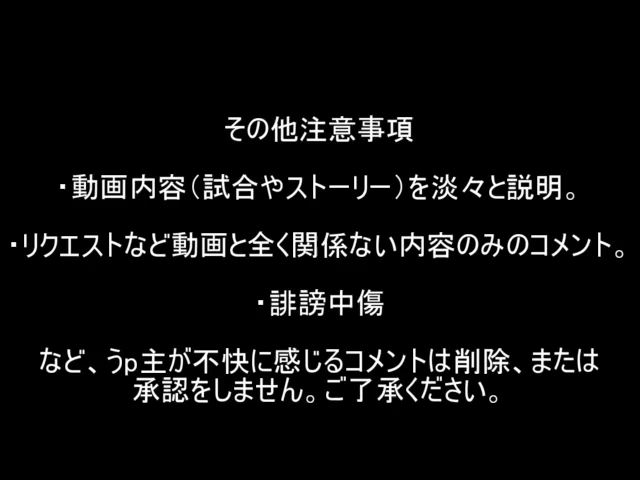 その他注意事項
・動画内容（試合やストーリー）を淡々と説明。
・リクエストなど動画と全く関係ない内容のみのコメント。
・誹謗中傷
など、うp主が不快に感じるコメントは削除、または
承認をしません。ご了承ください。